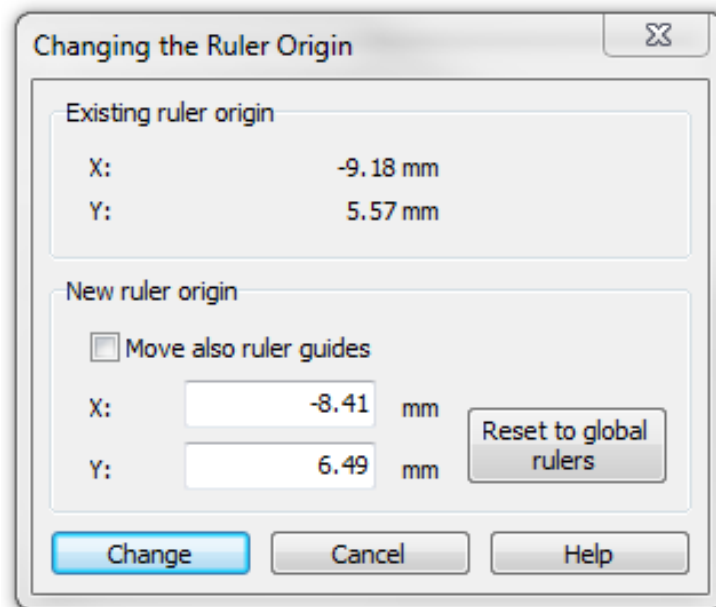 Changing the Ruler Origin
Existing ruler origin
X: -9.18 mm
Y: 5.57 mm
New ruler origin
Move also ruler guides
X: -8.41 mm
Y: 6.49 mm
Reset to global
rulers
Change Cancel Help